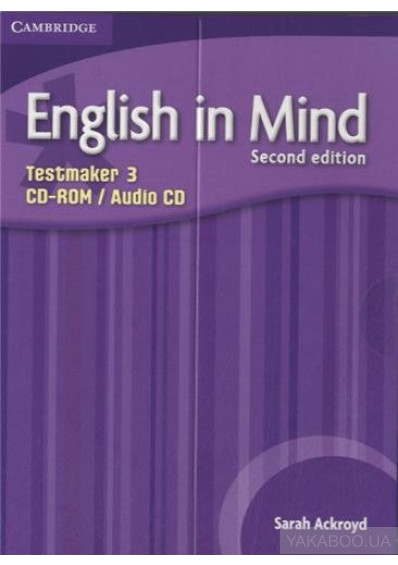 CAMBRIDGE
English in Mind
Second edition
Testmaker 3
CD-ROM / Audio CD
Sarah Ackroyd
YAKABOO.UA